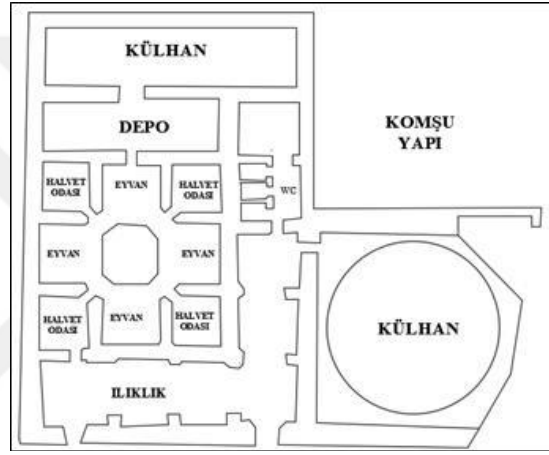 KÜLHAN
DEPO
KOMŞU
YAPI
HALVET
ODASI
EYVAN
HALVET
ODASI
WC
EYVAN
EYVAN
HALVET
ODASI
EYVAN
HALVET
ODASI
KÜLHAN
ILIKLIK